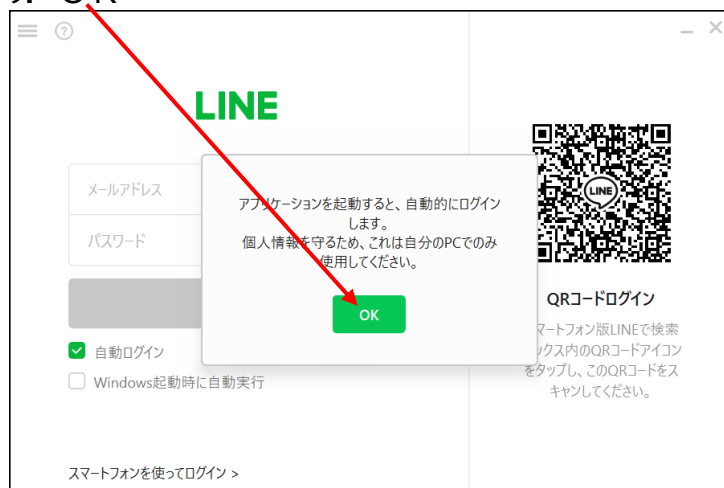 OK
LINE
メールアドレス
パスワード
アプリケーションを起動すると、自動的にログイン
します。
個人情報を守るため、これは自分のPCでのみ
使用してください。
OK
自動ログイン
Windows起動時に自動実行
スマートフォンを使ってログイン >
LINE
QRコードログイン
マートフォン版LINEで検索
ックス内のQRコードアイコン
をタップし、このQRコードをス
キャンしてください。